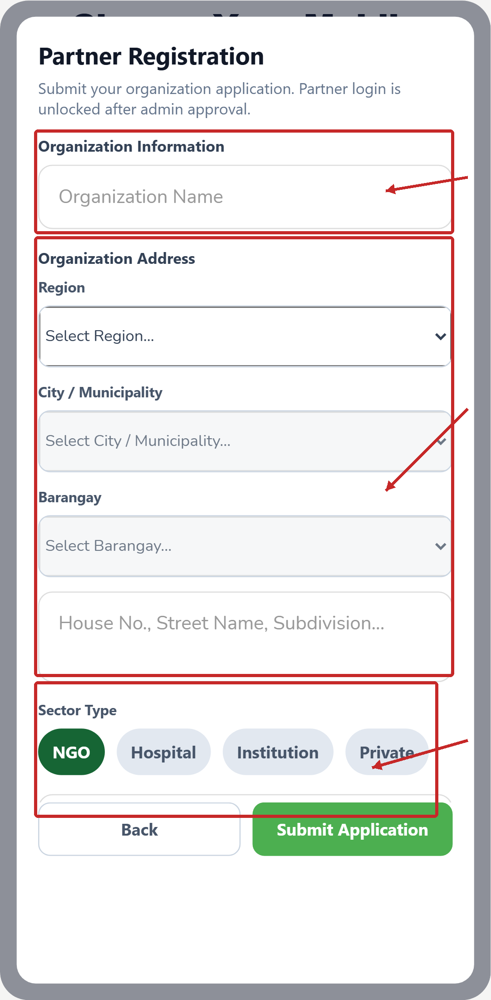 Partner Registration
Submit your organization application. Partner login is
unlocked after admin approval.
Organization Information
Organization Name
Organization Address
Region
Select Region...
City / Municipality
Select City / Municipality...
Barangay
Select Barangay...
House No., Street Name, Subdivision...
Sector Type
NGO Hospital Institution Private
Back Submit Application